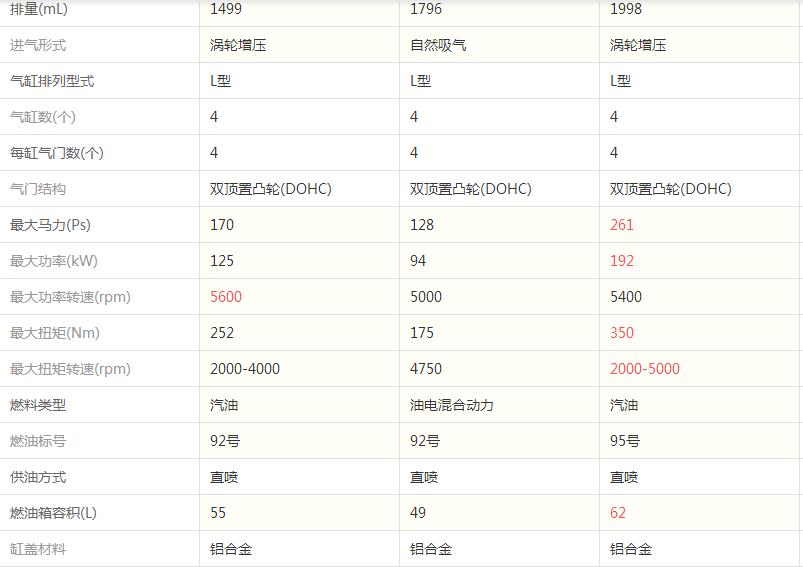 排量(mL) 1499 1796 1998
进气形式 涡轮增压 自然吸气 涡轮增压
气缸排列型式 L型 L型 L型
气缸数(个) 4 4 4
每缸气门数(个) 4 4 4
气门结构 双顶置凸轮(DOHC) 双顶置凸轮(DOHC) 双顶置凸轮(DOHC)
最大马力(Ps) 170 128 261
最大功率(kW) 125 94 192
最大功率转速(rpm) 5600 5000 5400
最大扭矩(Nm) 252 175 350
最大扭矩转速(rpm) 2000-4000 4750 2000-5000
燃料类型 汽油 油电混合动力 汽油
燃油标号 92号 92号 95号
供油方式 直喷 直喷 直喷
燃油箱容积(L) 55 49 62
缸盖材料 铝合金 铝合金 铝合金